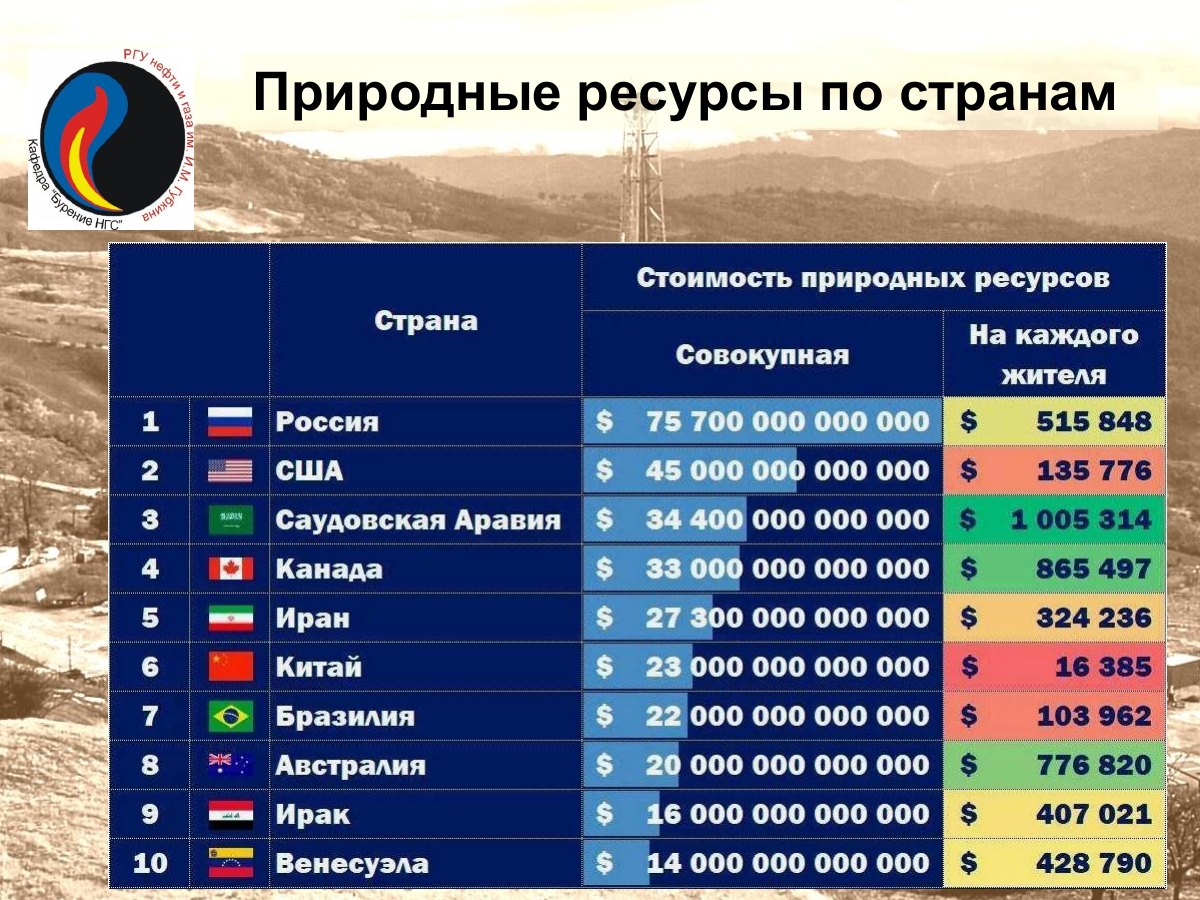 РГУ нефти и газа им. И.М. Губкина
Кафедра "Бурение НГС"
Природные ресурсы по странам
Страна
Стоимость природных ресурсов
Совокупная
На каждого
жителя
1 Россия $ 75 700 000 000 000 $ 515 848
2 США $ 45 000 000 000 000 $ 135 776
3 Саудовская Аравия $ 34 400 000 000 000 $ 1 005 314
4 Канада $ 33 000 000 000 000 $ 865 497
5 Иран $ 27 300 000 000 000 $ 324 236
6 Китай $ 23 000 000 000 000 $ 16 385
7 Бразилия $ 22 000 000 000 000 $ 103 962
8 Австралия $ 20 000 000 000 000 $ 776 820
9 Ирак $ 16 000 000 000 000 $ 407 021
10 Венесуэла $ 14 000 000 000 000 $ 428 790